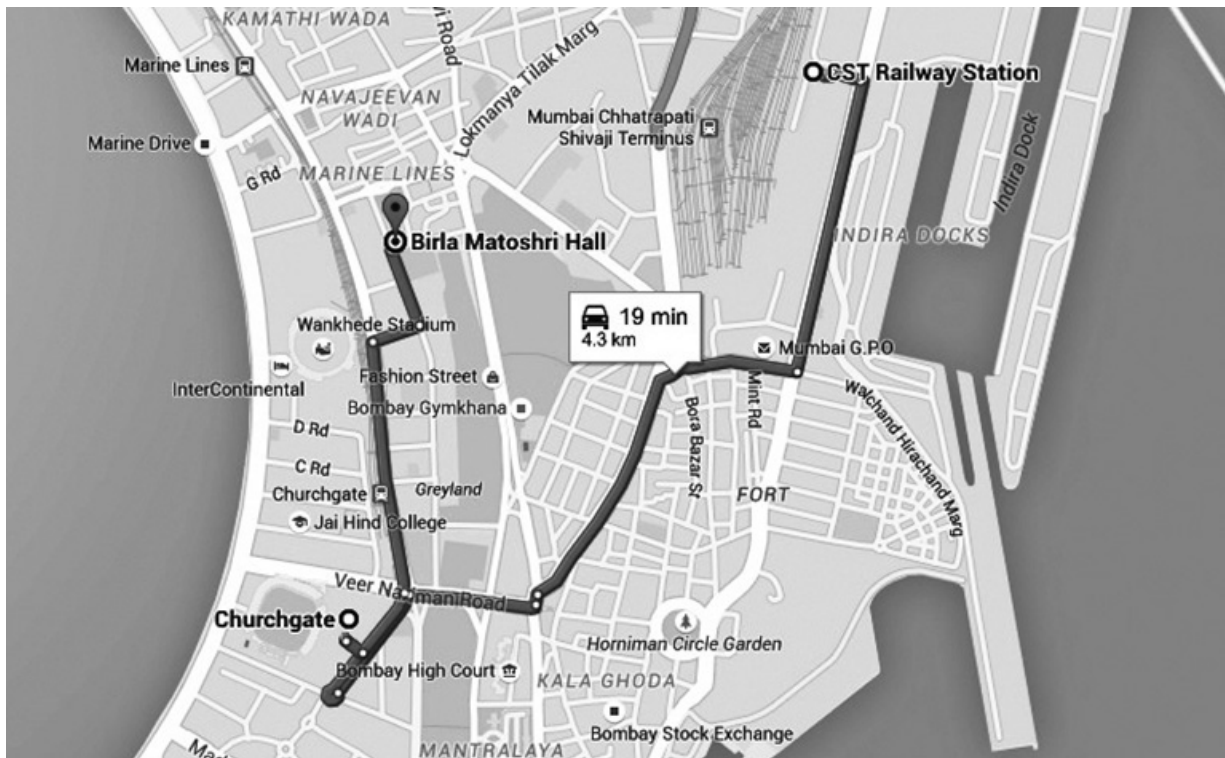 KAMATHI WADA
vi Road
Marine Lines
Lokmanya Tilak Marg
CST Railway Station
NAVAJEEVAN
WADI
Mumbai Chhatrapati
Shivaji Terminus
Marine Drive
G Rd
MARINE LINES
Indira Dock
Birla Matoshri Hall
INDIRA DOCKS
19 min
4.3 km
Wankhede Stadium
Mumbai G.P.O
InterContinental
Fashion Street
Bombay Gymkhana
Mint Rd
Bora Bazar St
Walchand Hirachand Marg
D Rd
C Rd
Churchgate
Greyland
FORT
Jai Hind College
Veer Nariman Road
Churchgate
Horniman Circle Garden
Bombay High Court
KALA GHODA
Bombay Stock Exchange
MANTRALAYA